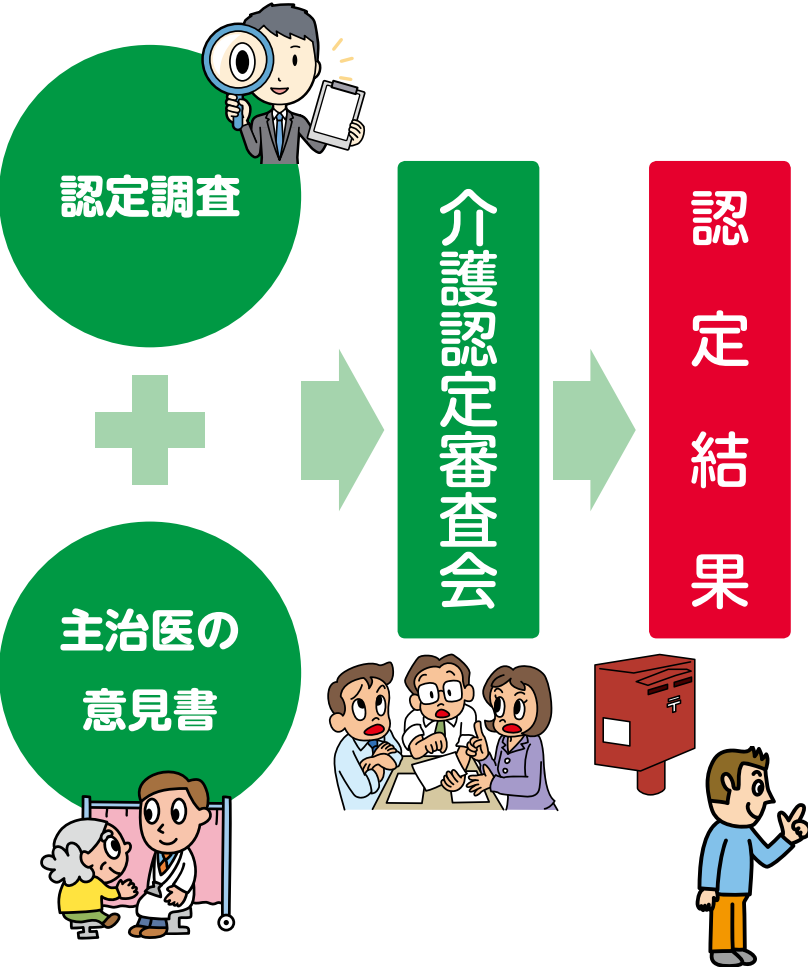 認定調査
主治医の
意見書
介護認定審査会
認定結果